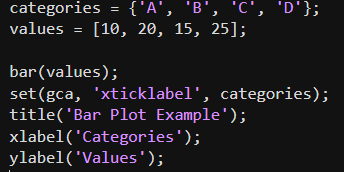 categories = {'A', 'B', 'C', 'D'};
values = [10, 20, 15, 25];
bar(values);
set(gca, 'xticklabel', categories);
title('Bar Plot Example');
xlabel('Categories');
ylabel('Values');